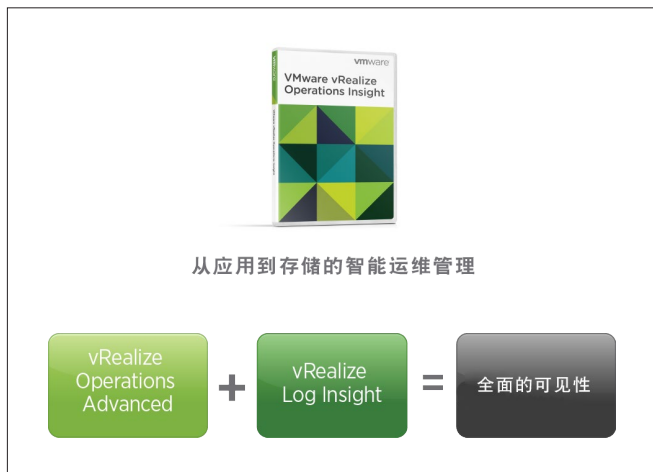 vmware
VMware vRealize
Operations Insight
从应用到存储的智能运维管理
vRealize
Operations
Advanced
+
vRealize
Log Insight
=
全面的可见性